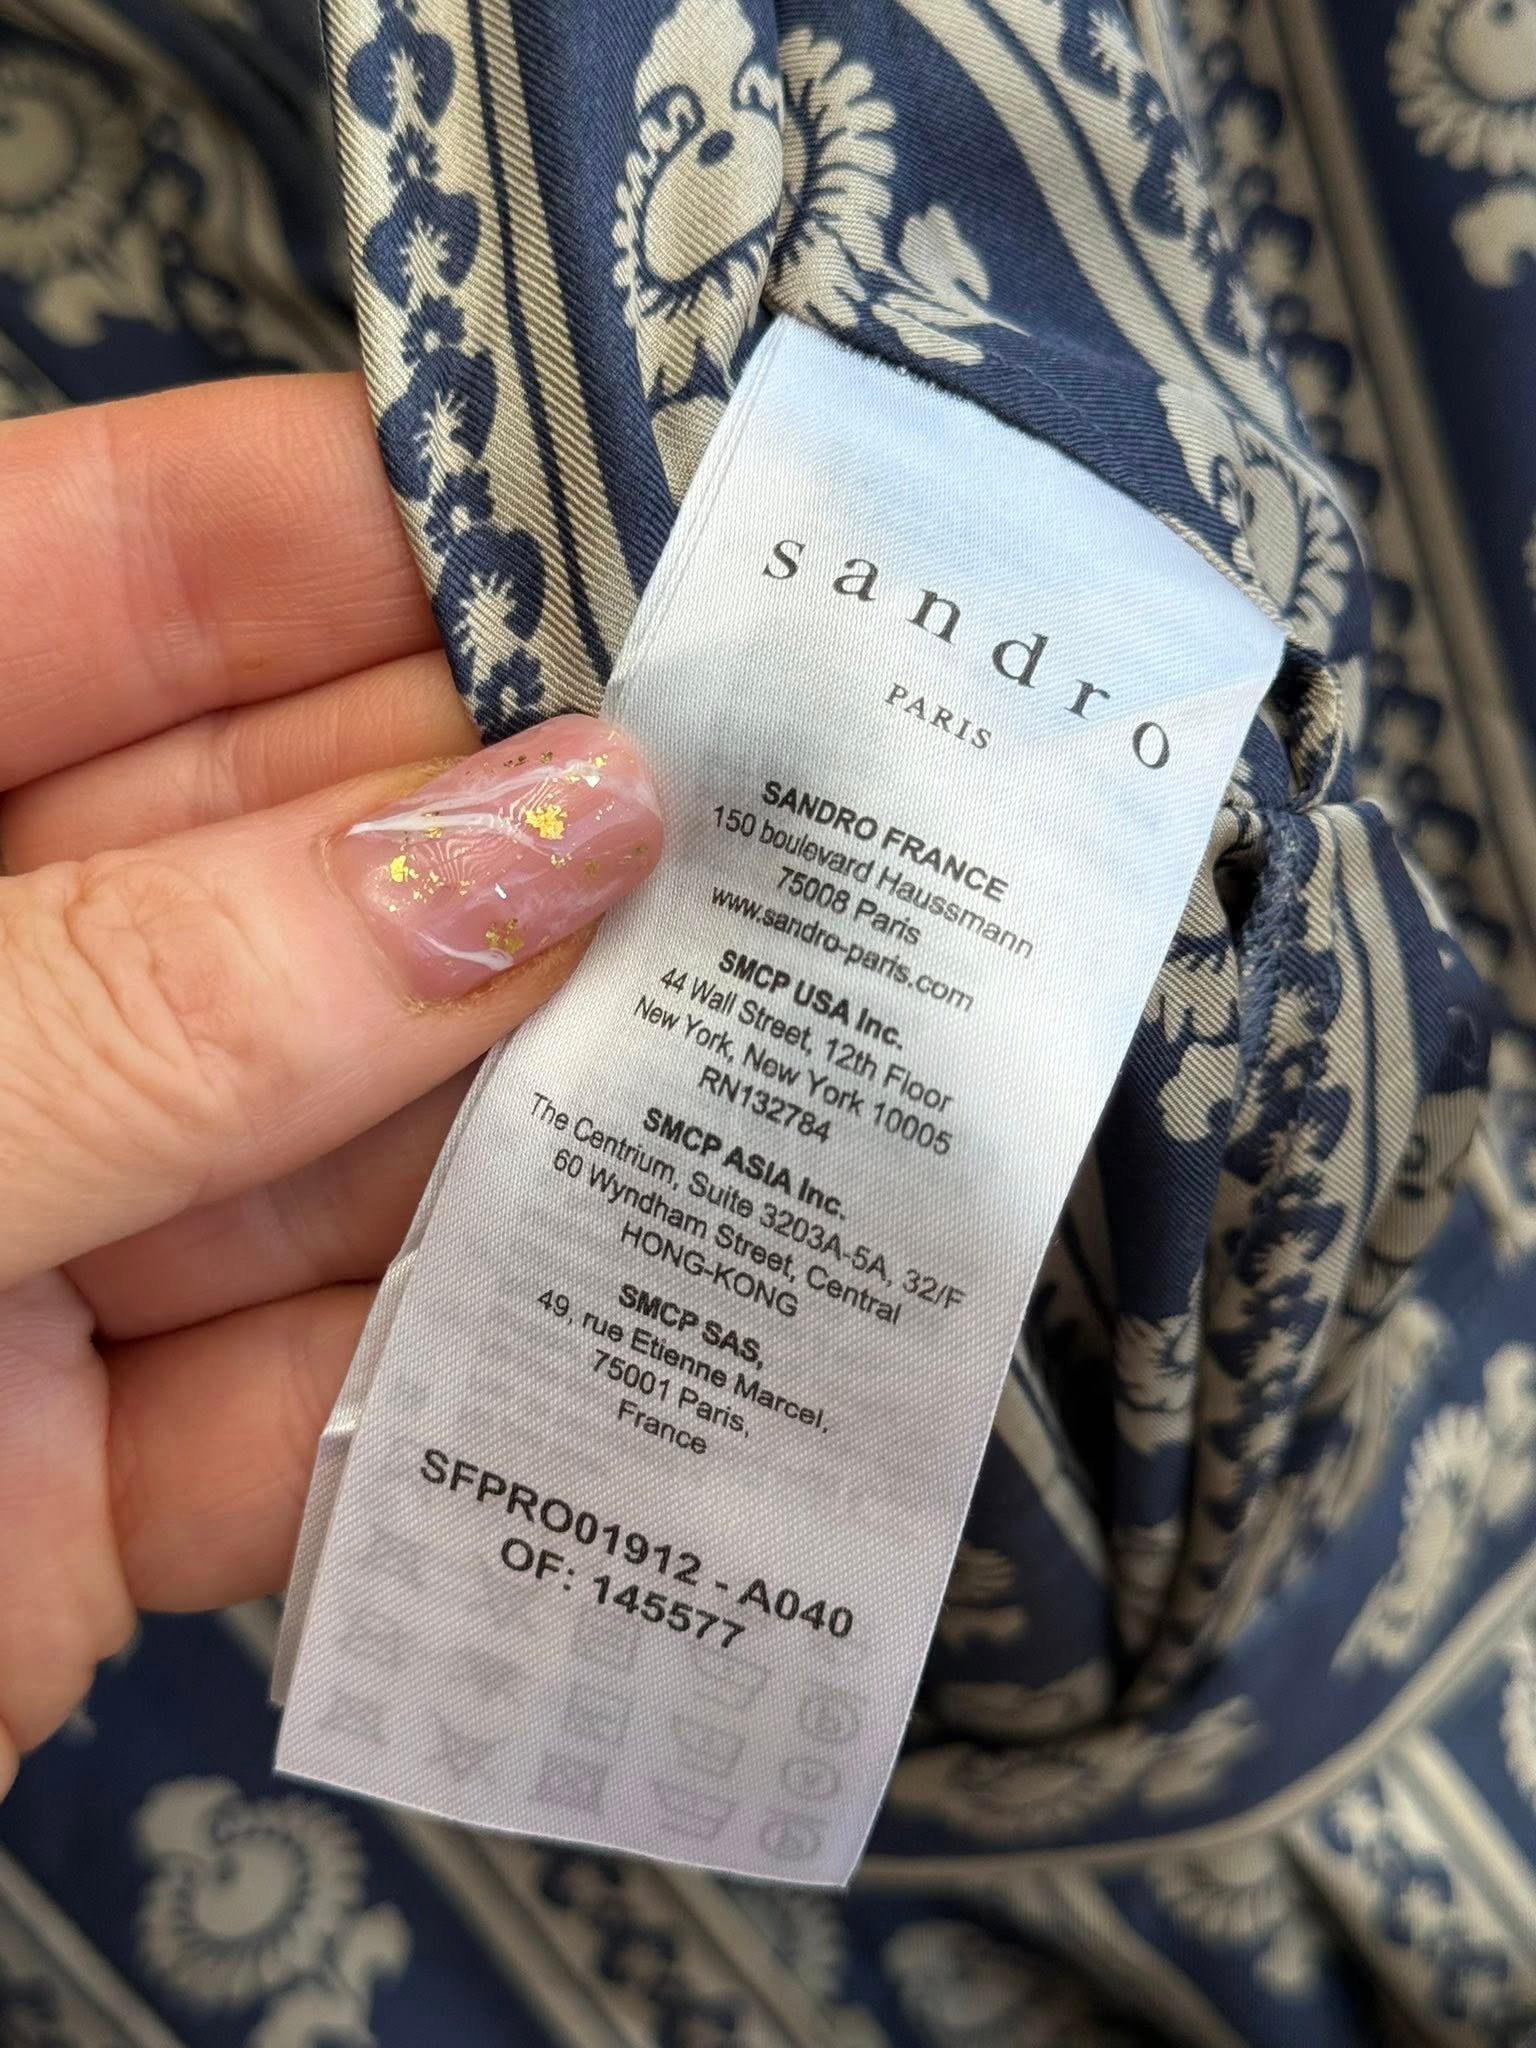 sandro
PARIS
SANDRO FRANCE
150 boulevard Haussmann
75008 Paris
www.sandro-paris.com
SMCP USA Inc.
44 Wall Street, 12th Floor
New York, New York 10005
RN132784
SMCP ASIA Inc.
The Centrium, Suite 3203A-5A, 32/F
60 Wyndham Street, Central
HONG-KONG
SMCP SAS,
49, rue Etienne Marcel,
75001 Paris,
France
SFPRO01912 - A040
OF: 145577